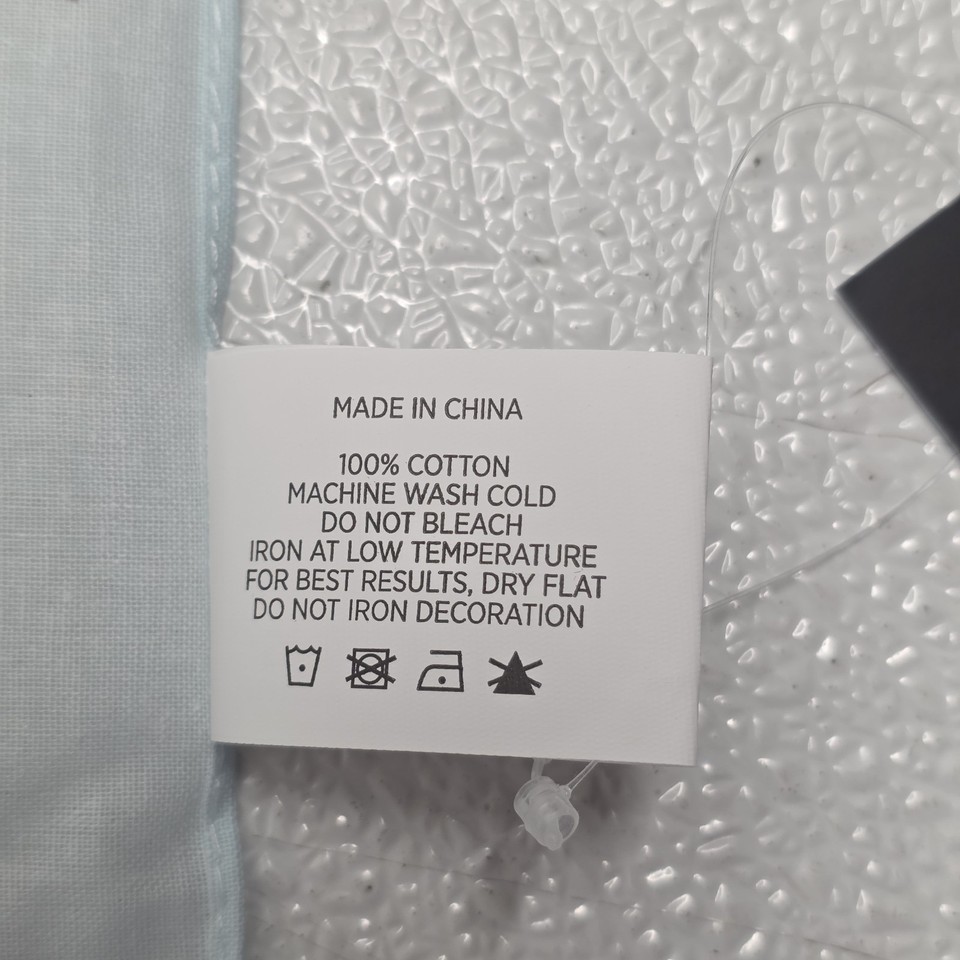 MADE IN CHINA
100% COTTON
MACHINE WASH COLD
DO NOT BLEACH
IRON AT LOW TEMPERATURE
FOR BEST RESULTS, DRY FLAT
DO NOT IRON DECORATION